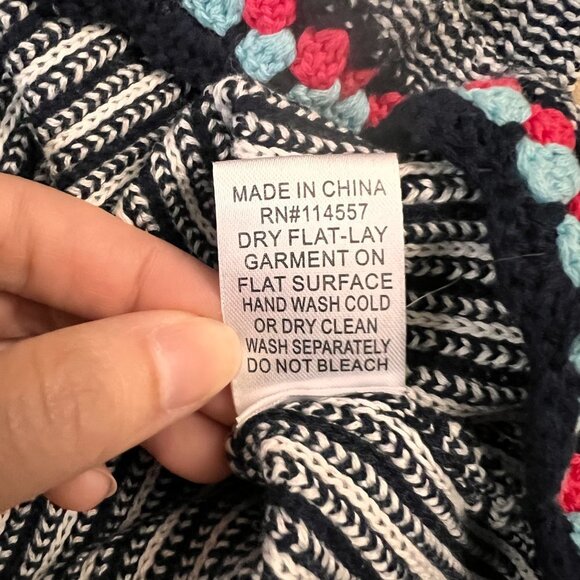 MADE IN CHINA
RN#114557
DRY FLAT-LAY
GARMENT ON
FLAT SURFACE
HAND WASH COLD
OR DRY CLEAN
WASH SEPARATELY
DO NOT BLEACH